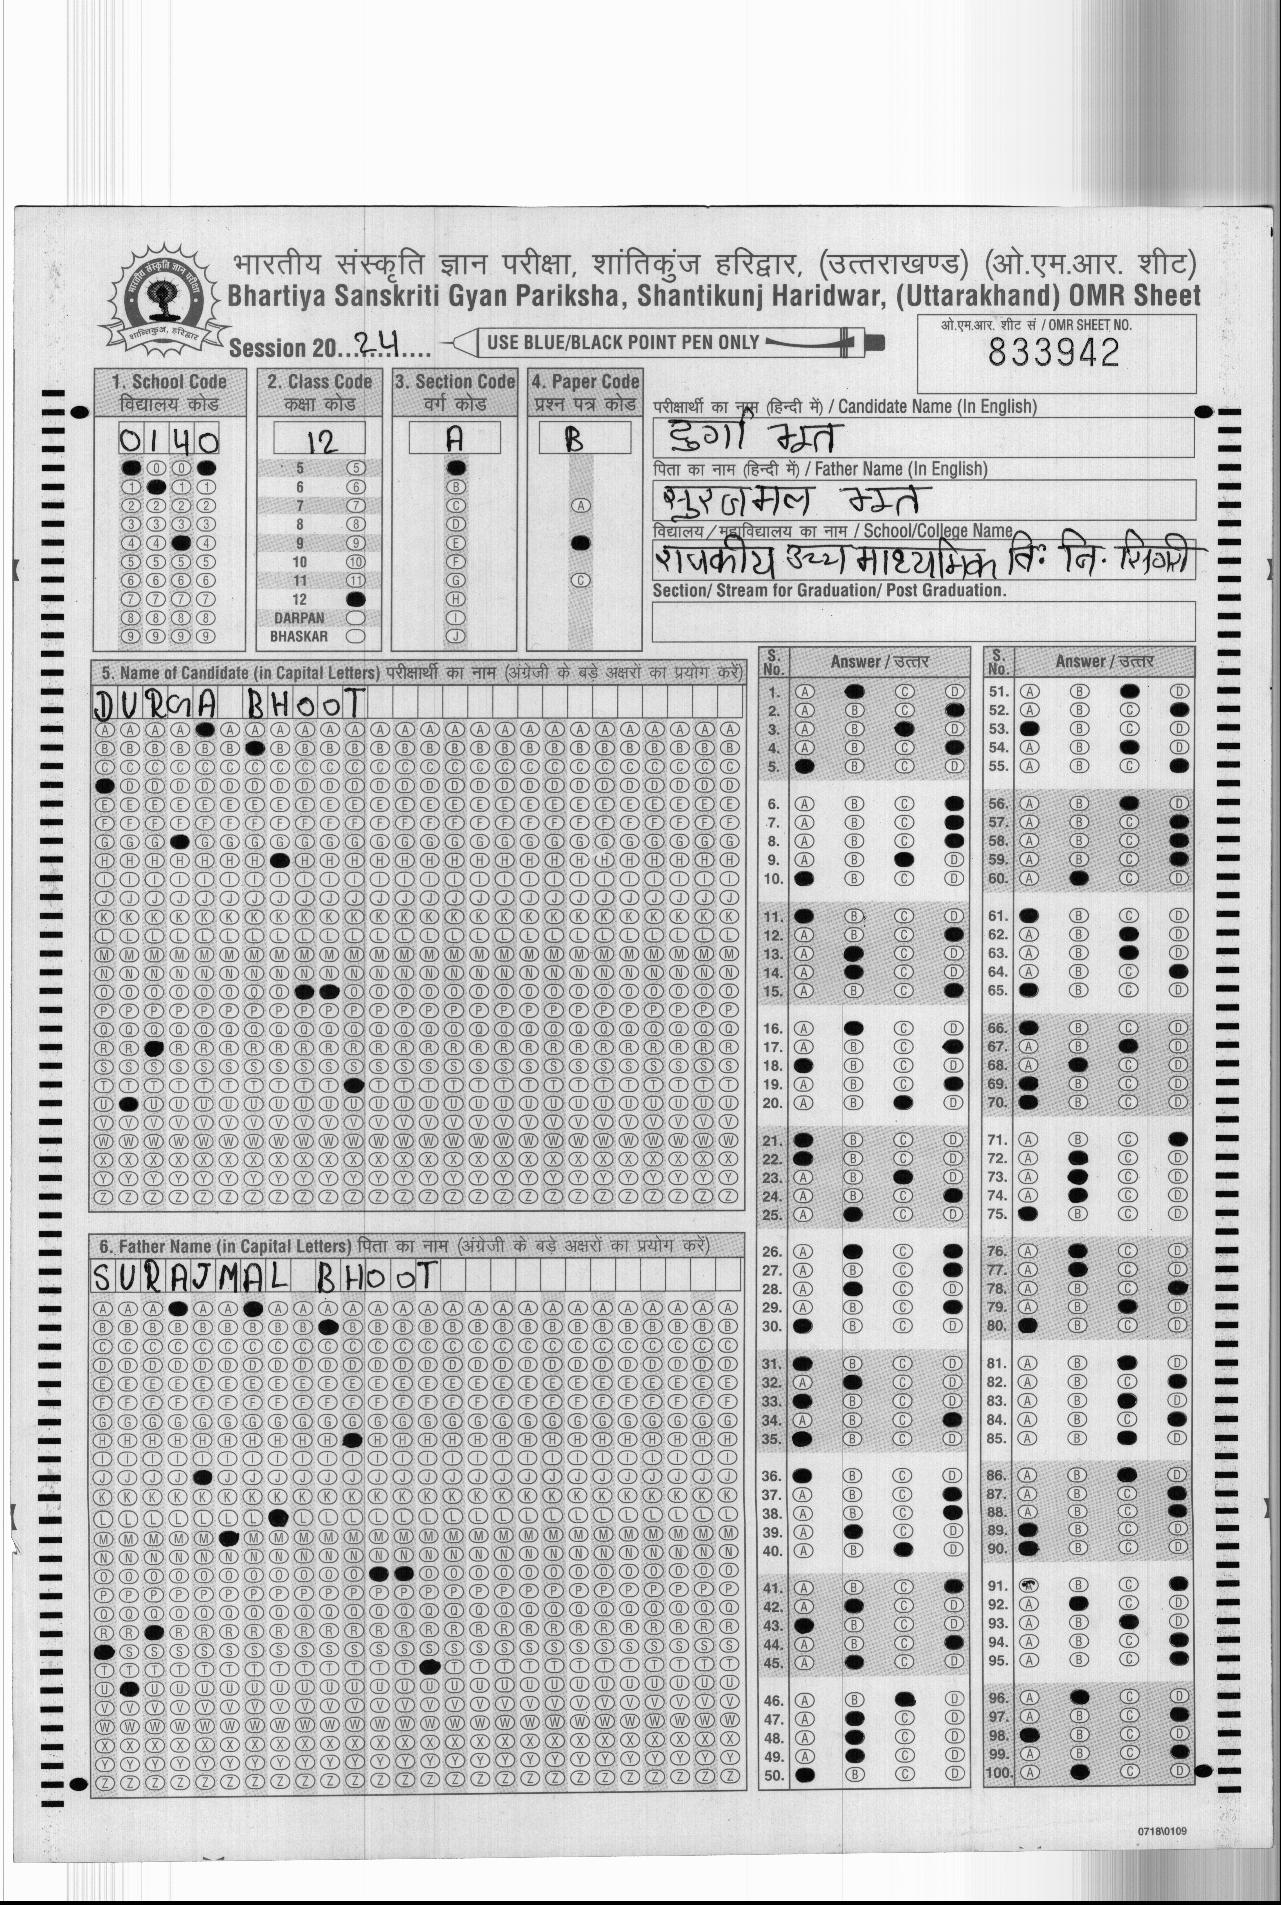 भारतीय संस्कृति ज्ञान परीक्षा, शांतिकुंज हरिद्वार, (उत्तराखण्ड) (ओ.एम.आर. शीट)
Bhartiya Sanskriti Gyan Pariksha, Shantikunj Haridwar, (Uttarakhand) OMR Sheet
Session 20...24...
USE BLUE/BLACK POINT PEN ONLY
ओ.एम.आर. शीट सं / OMR SHEET NO.
833942
1. School Code
विद्यालय कोड
0140
2. Class Code
कक्षा कोड
12
5
6
7
8
9
10
11
12
DARPAN
BHASKAR
3. Section Code
वर्ग कोड
A
4. Paper Code
प्रश्न पत्र कोड
B
परीक्षार्थी का नाम (हिन्दी में) / Candidate Name (In English)
दुर्गा भूत
पिता का नाम (हिन्दी में) / Father Name (In English)
सुरजमल भूत
विद्यालय / महाविद्यालय का नाम / School/College Name
राजकीय उच्च माध्यमिक वि. नि.
Section/ Stream for Graduation/ Post Graduation.
5. Name of Candidate (in Capital Letters) परीक्षार्थी का नाम (अंग्रेजी के बड़े अक्षरों का प्रयोग करें)
DURGA BHOOT
6. Father Name (in Capital Letters) पिता का नाम (अंग्रेजी के बड़े अक्षरों का प्रयोग करें)
SURAJMAL BHOOT
S. No. Answer / उत्तर
1. A C D
2. A B C
3. A B D
4. A B C
5. B C D
6. A B C
7. A B C
8. A B C
9. A B D
10. B C D
11. B C D
12. A B C
13. A C D
14. A C D
15. A B C
16. A C D
17. A B C
18. B C D
19. A B C
20. A B D
21. B C D
22. B C D
23. A B D
24. A B C
25. A C D
26. A C
27. A B C
28. A C D
29. A B C
30. B C D
31. B C D
32. A C D
33. B C D
34. A B C
35. B C D
36. B C D
37. A B C
38. A B C
39. A C D
40. A B D
41. A B C
42. A C D
43. B C D
44. A B C
45. A C D
46. A B D
47. A C D
48. A C D
49. A C D
50. B C D
S. No. Answer / उत्तर
51. A B D
52. A B C
53. B C D
54. A B D
55. A B C
56. A B D
57. A B C
58. A B C
59. A B C
60. A C D
61. B C D
62. A B D
63. A B D
64. A B C
65. B C D
66. B C D
67. A B D
68. A C D
69. B C D
70. B C D
71. A B C
72. A C D
73. A C D
74. A C D
75. B C D
76. A C D
77. A C D
78. A B C
79. A B D
80. B C D
81. A B D
82. A B C
83. A B D
84. A B C
85. A B D
86. A B D
87. A B C
88. A B C
89. B C D
90. B C D
91. B C
92. A C D
93. A B D
94. A B C
95. A B C
96. A C D
97. A B C
98. B C D
99. A B C
100. A C D
0718\0109